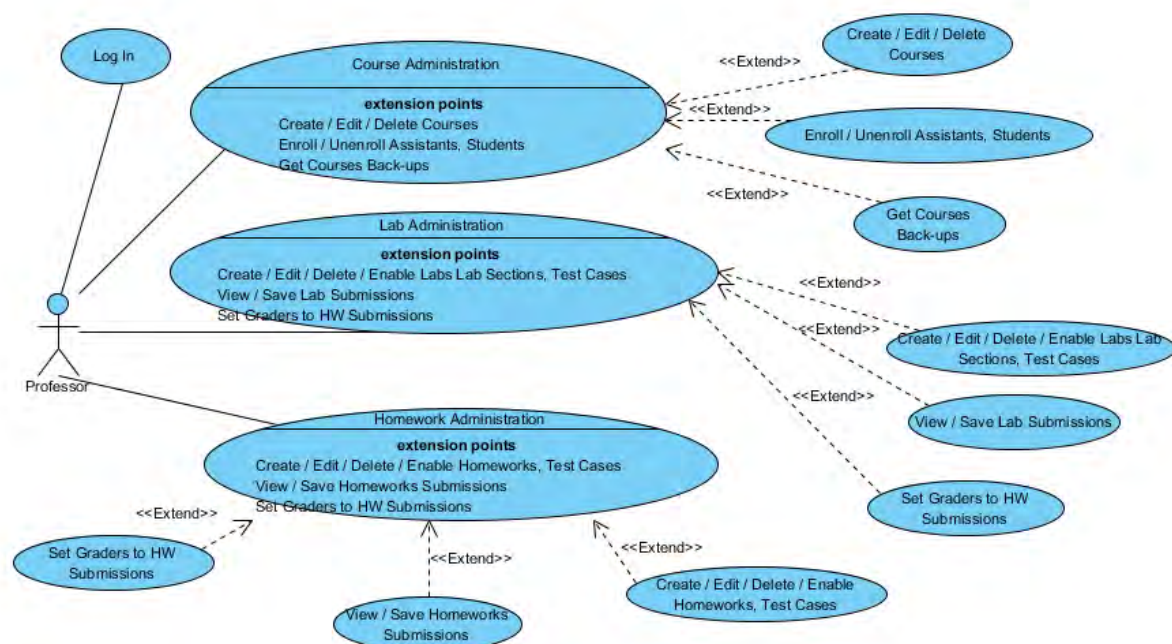 Log In
Course Administration
extension points
Create / Edit / Delete Courses
Enroll / Unenroll Assistants, Students
Get Courses Back-ups
<<Extend>>
Create / Edit / Delete
Courses
<<Extend>>
Enroll / Unenroll Assistants, Students
<<Extend>>
Get Courses
Back-ups
Lab Administration
extension points
Create / Edit / Delete / Enable Labs Lab Sections, Test Cases
View / Save Lab Submissions
Set Graders to HW Submissions
<<Extend>>
Create / Edit / Delete / Enable Labs Lab
Sections, Test Cases
<<Extend>>
View / Save Lab Submissions
<<Extend>>
Set Graders to HW
Submissions
Professor
Homework Administration
extension points
Create / Edit / Delete / Enable Homeworks, Test Cases
View / Save Homeworks Submissions
Set Graders to HW Submissions
<<Extend>>
Set Graders to HW
Submissions
<<Extend>>
View / Save Homeworks
Submissions
<<Extend>>
Create / Edit / Delete / Enable
Homeworks, Test Cases